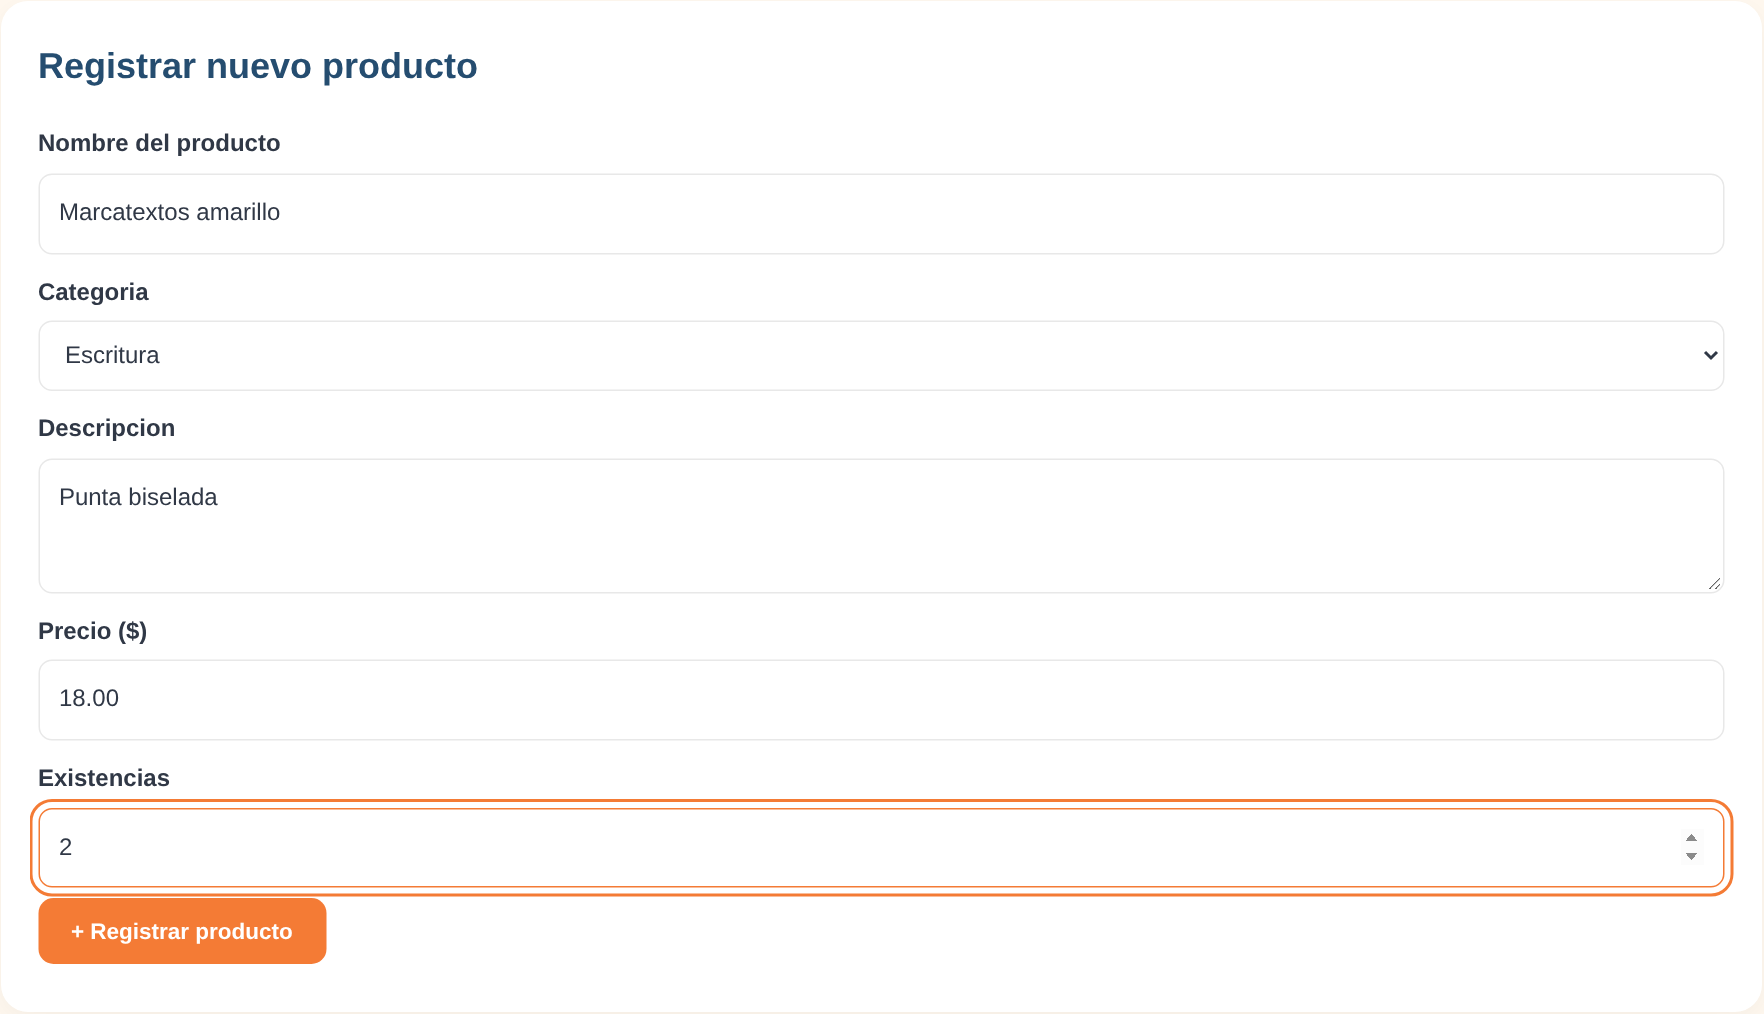 Registrar nuevo producto
Nombre del producto
Marcatextos amarillo
Categoria
Escritura
Descripcion
Punta biselada
Precio ($)
18.00
Existencias
2
+ Registrar producto